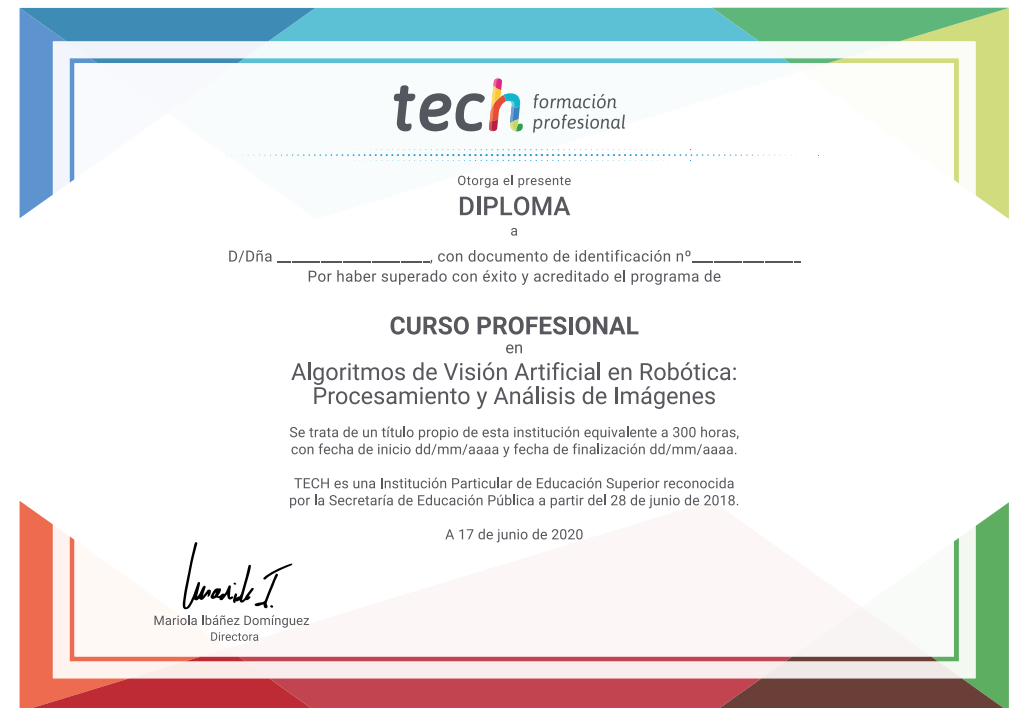 tech formación
profesional
Otorga el presente
DIPLOMA
a
D/Dña ____________________, con documento de identificación nº______________
Por haber superado con éxito y acreditado el programa de
CURSO PROFESIONAL
en
Algoritmos de Visión Artificial en Robótica:
Procesamiento y Análisis de Imágenes
Se trata de un título propio de esta institución equivalente a 300 horas,
con fecha de inicio dd/mm/aaaa y fecha de finalización dd/mm/aaaa.
TECH es una Institución Particular de Educación Superior reconocida
por la Secretaría de Educación Pública a partir del 28 de junio de 2018.
A 17 de junio de 2020
Mariola Ibáñez Domínguez
Directora